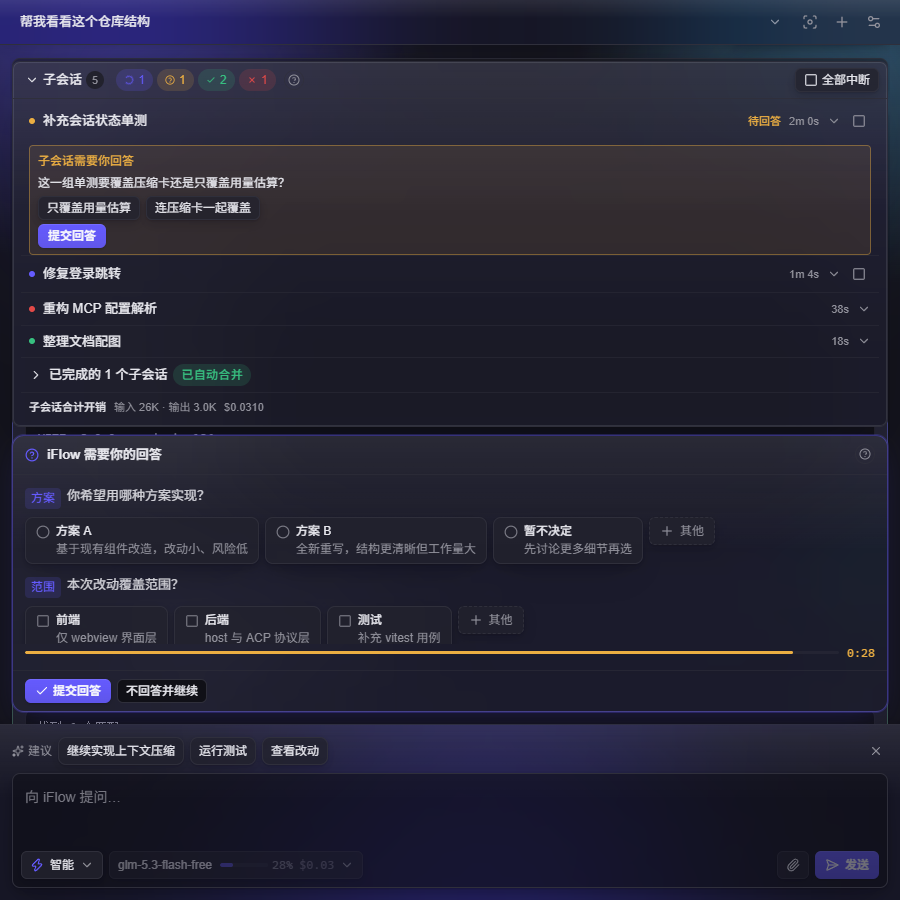 帮我看看这个仓库结构
子会话 5 1 1 2 1 全部中断
补充会话状态单测 待回答 2m 0s
子会话需要你回答
这一组单测要覆盖压缩卡还是只覆盖用量估算?
只覆盖用量估算 连压缩卡一起覆盖
提交回答
修复登录跳转 1m 4s
重构 MCP 配置解析 38s
整理文档配图 18s
已完成的 1 个子会话 已自动合并
子会话合计开销 输入 26K · 输出 3.0K $0.0310
iFlow 需要你的回答
方案 你希望用哪种方案实现?
方案 A 方案 B 暂不决定 其他
基于现有组件改造，改动小、风险低 全新重写，结构更清晰但工作量大 先讨论更多细节再选
范围 本次改动覆盖范围?
前端 后端 测试 其他
仅 webview 界面层 host 与 ACP 协议层 补充 vitest 用例
0:28
提交回答 不回答并继续
建议 继续实现上下文压缩 运行测试 查看改动
向 iFlow 提问…
智能 glm-5.3-flash-free 28% $0.03 发送